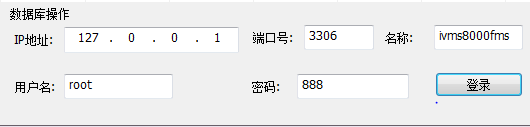 数据库操作
IP地址: 127 . 0 . 0 . 1 端口号: 3306 名称: ivms8000fms
用户名: root 密码: 888 登录